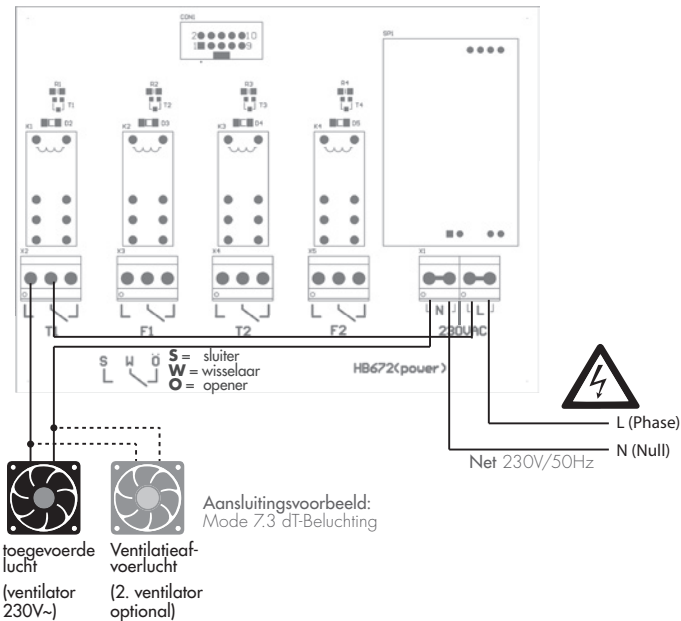 CON1
2 10
1 9
SP1
R1 R2 R3 R4
T1 T2 T3 T4
D2 D3 D4 D5
K1 K2 K3 K4
X2 X3 X4 X5 X1
N L
T1 F1 T2 F2 230VAC
S W Ö
S = sluiter
W = wisselaar
O = opener
HB672(power)
L (Phase)
N (Null)
Net 230V/50Hz
Aansluitingsvoorbeeld:
Mode 7.3 dT-Beluchting
toegevoerde
lucht
(ventilator
230V~)
Ventilatieaf-
voerlucht
(2. ventilator
optional)